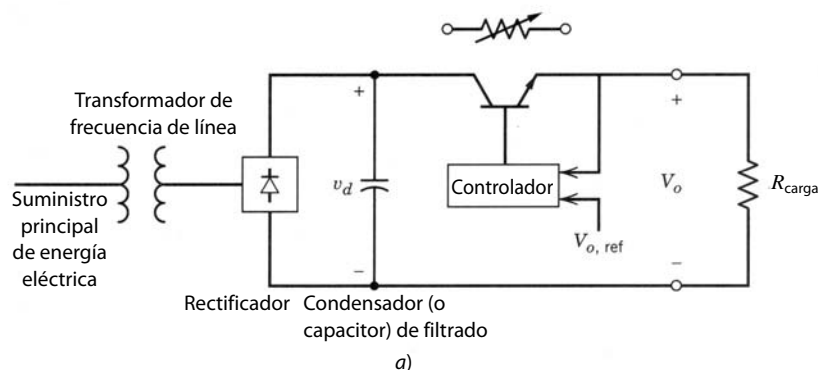 Transformador de
frecuencia de línea
Suministro
principal
de energía
eléctrica
Rectificador
+
v_d
−
Condensador (o
capacitor) de filtrado
Controlador
V_o, ref
+
V_o
−
R_carga
a)